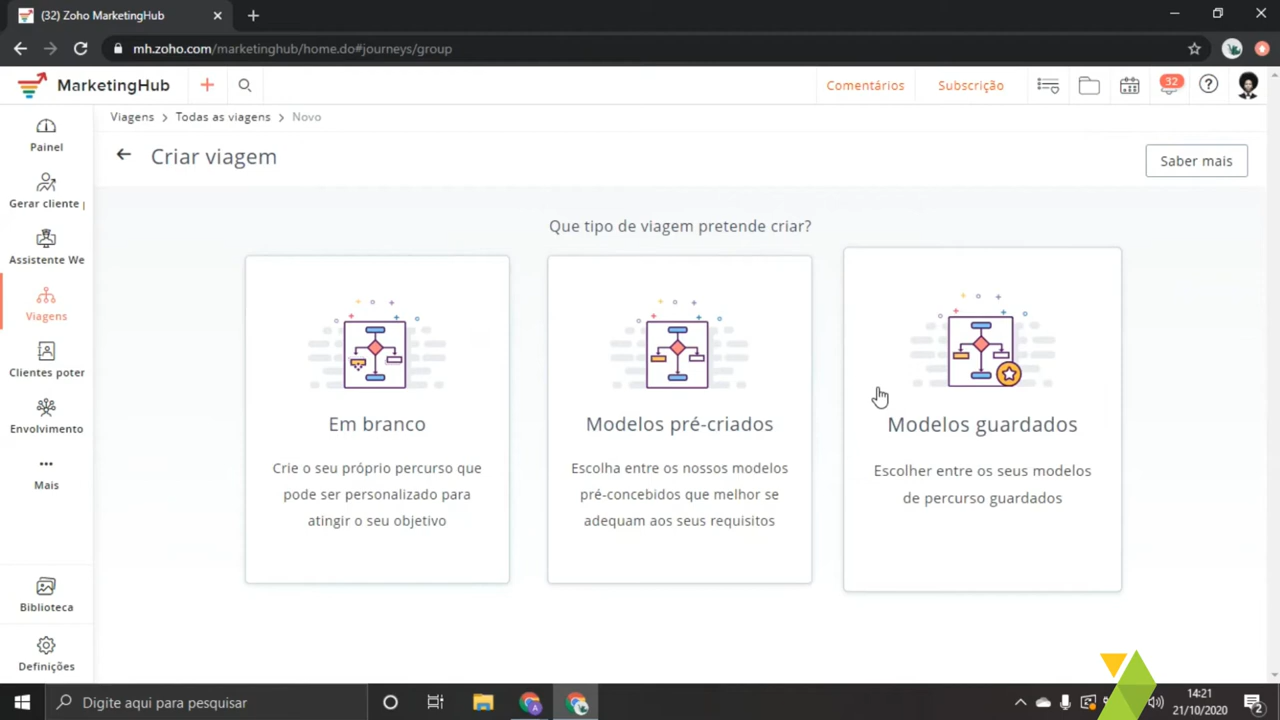 (32) Zoho MarketingHub
mh.zoho.com/marketinghub/home.do#journeys/group
MarketingHub
Comentários
Subscrição
32
Viagens > Todas as viagens > Novo
Criar viagem
Saber mais
Painel
Gerar cliente
Assistente We
Viagens
Clientes poter
Envolvimento
Mais
Biblioteca
Definições
Que tipo de viagem pretende criar?
Em branco
Crie o seu próprio percurso que
pode ser personalizado para
atingir o seu objetivo
Modelos pré-criados
Escolha entre os nossos modelos
pré-concebidos que melhor se
adequam aos seus requisitos
Modelos guardados
Escolher entre os seus modelos
de percurso guardados
Digite aqui para pesquisar
14:21
21/10/2020
2